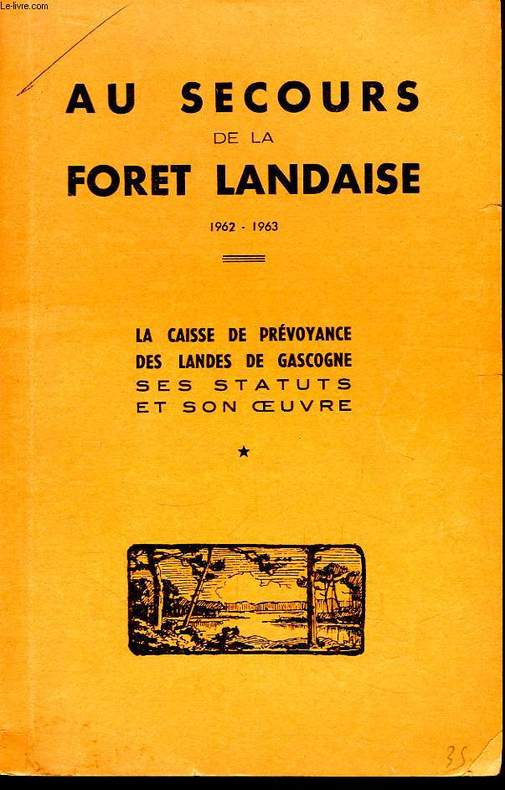 Le-livre.com
AU SECOURS
DE LA
FORET LANDAISE
1962 - 1963
LA CAISSE DE PRÉVOYANCE
DES LANDES DE GASCOGNE
SES STATUTS
ET SON ŒUVRE
35